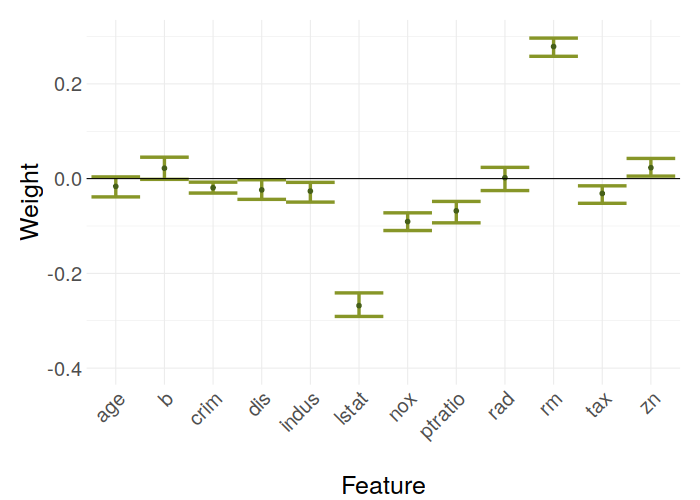 Weight
0.2
0.0
-0.2
-0.4
age
b
crim
dis
indus
lstat
nox
ptratio
rad
rm
tax
zn
Feature